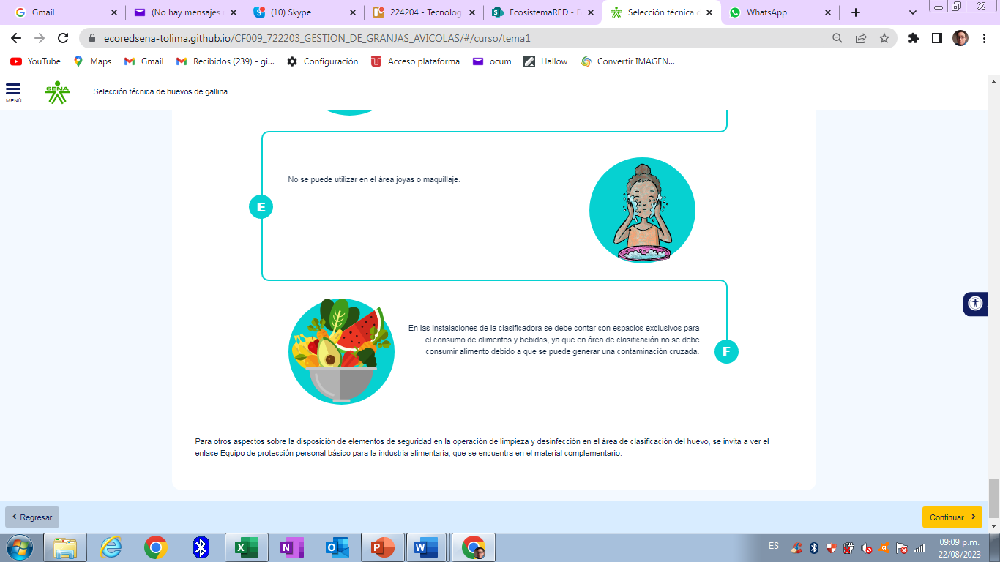 Gmail
(No hay mensajes
(10) Skype
224204 - Tecnolog
EcosistemaRED - F
Selección técnica d
WhatsApp
ecoredsena-tolima.github.io/CF009_722203_GESTION_DE_GRANJAS_AVICOLAS/#/curso/tema1
YouTube
Maps
Gmail
Recibidos (239) - gi...
Configuración
Acceso plataforma
ocum
Hallow
Convertir IMAGEN...
MENÚ
SENA
Selección técnica de huevos de gallina
No se puede utilizar en el área joyas o maquillaje.
E
En las instalaciones de la clasificadora se debe contar con espacios exclusivos para
el consumo de alimentos y bebidas, ya que en área de clasificación no se debe
consumir alimento debido a que se puede generar una contaminación cruzada.
F
Para otros aspectos sobre la disposición de elementos de seguridad en la operación de limpieza y desinfección en el área de clasificación del huevo, se invita a ver el
enlace Equipo de protección personal básico para la industria alimentaria, que se encuentra en el material complementario.
Regresar
Continuar
ES
09:09 p.m.
22/08/2023